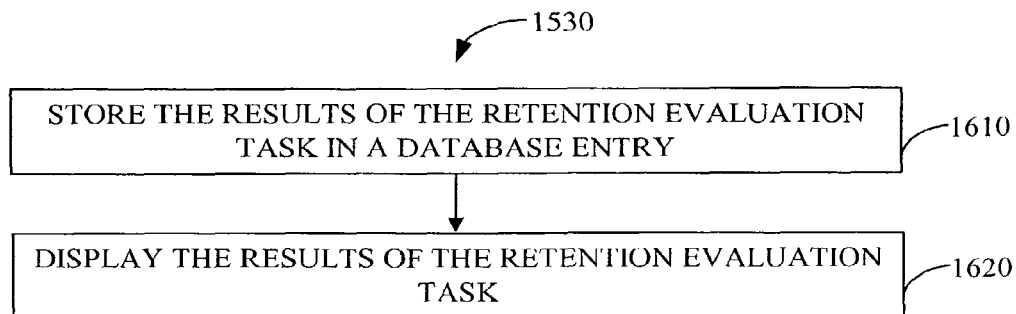 1530
STORE THE RESULTS OF THE RETENTION EVALUATION
TASK IN A DATABASE ENTRY
1610
DISPLAY THE RESULTS OF THE RETENTION EVALUATION
TASK
1620